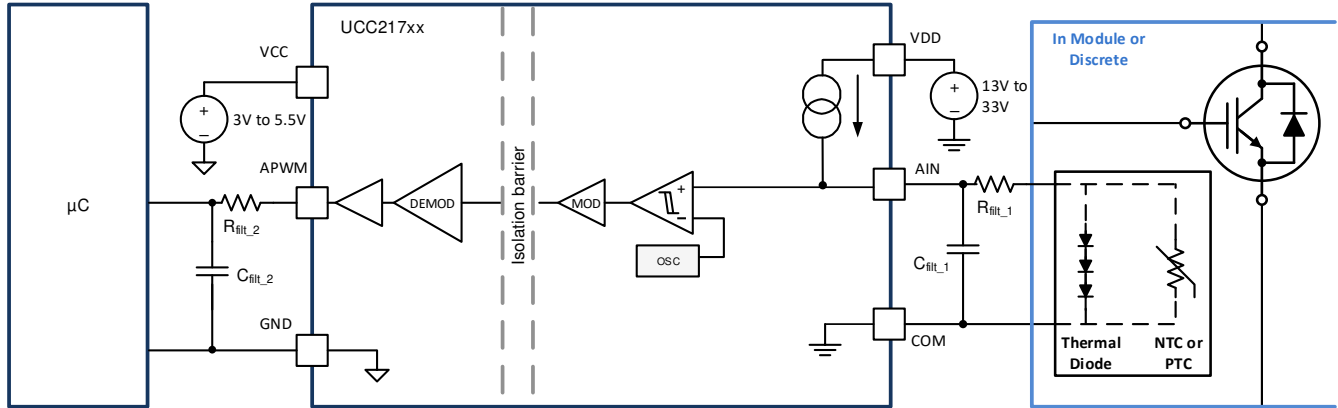 UCC217xx
VCC
VDD
In Module or
Discrete
+
−
3V to 5.5V
+
−
13V to
33V
APWM
AIN
µC
DEMOD
Isolation barrier
MOD
+
−
OSC
Rfilt_2
Rfilt_1
Cfilt_2
Cfilt_1
GND
COM
Thermal
Diode
NTC or
PTC